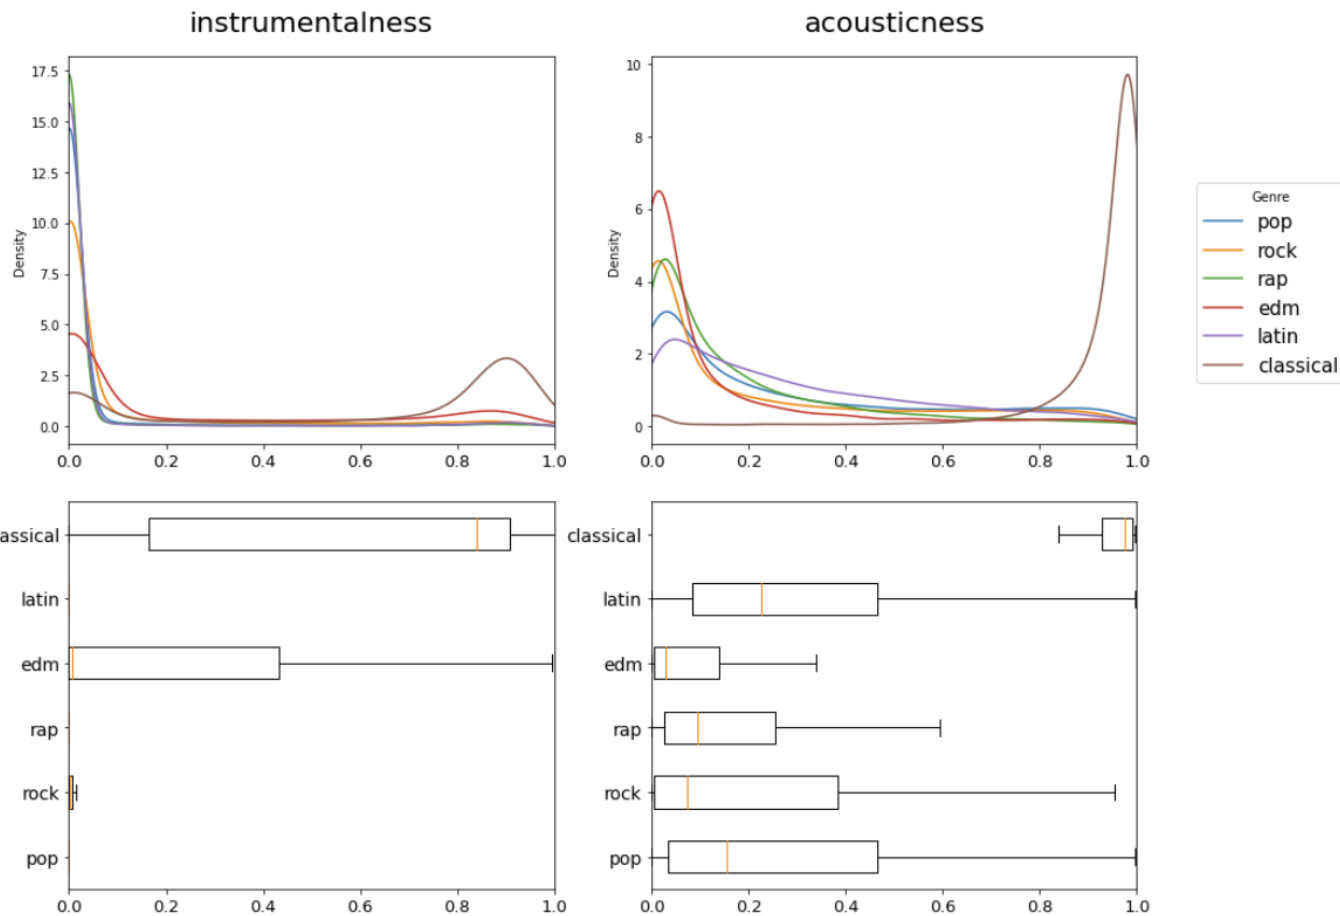 instrumentalness
acousticness
17.5
15.0
12.5
10.0
7.5
5.0
2.5
0.0
Density
0.0 0.2 0.4 0.6 0.8 1.0
10
8
6
4
2
0
Density
0.0 0.2 0.4 0.6 0.8 1.0
Genre
pop
rock
rap
edm
latin
classical
assical
latin
edm
rap
rock
pop
0.0 0.2 0.4 0.6 0.8 1.0
classical
latin
edm
rap
rock
pop
0.0 0.2 0.4 0.6 0.8 1.0